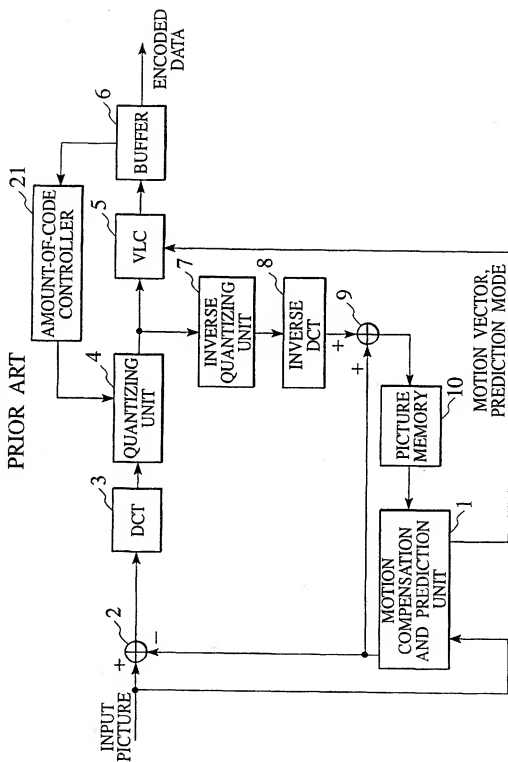 PRIOR ART
INPUT
PICTURE
+
−
2
3
DCT
4
QUANTIZING
UNIT
21
AMOUNT-OF-CODE
CONTROLLER
5
VLC
6
BUFFER
ENCODED
DATA
7
INVERSE
QUANTIZING
UNIT
8
INVERSE
DCT
+
+
9
10
PICTURE
MEMORY
1
MOTION
COMPENSATION
AND PREDICTION
UNIT
MOTION VECTOR,
PREDICTION MODE